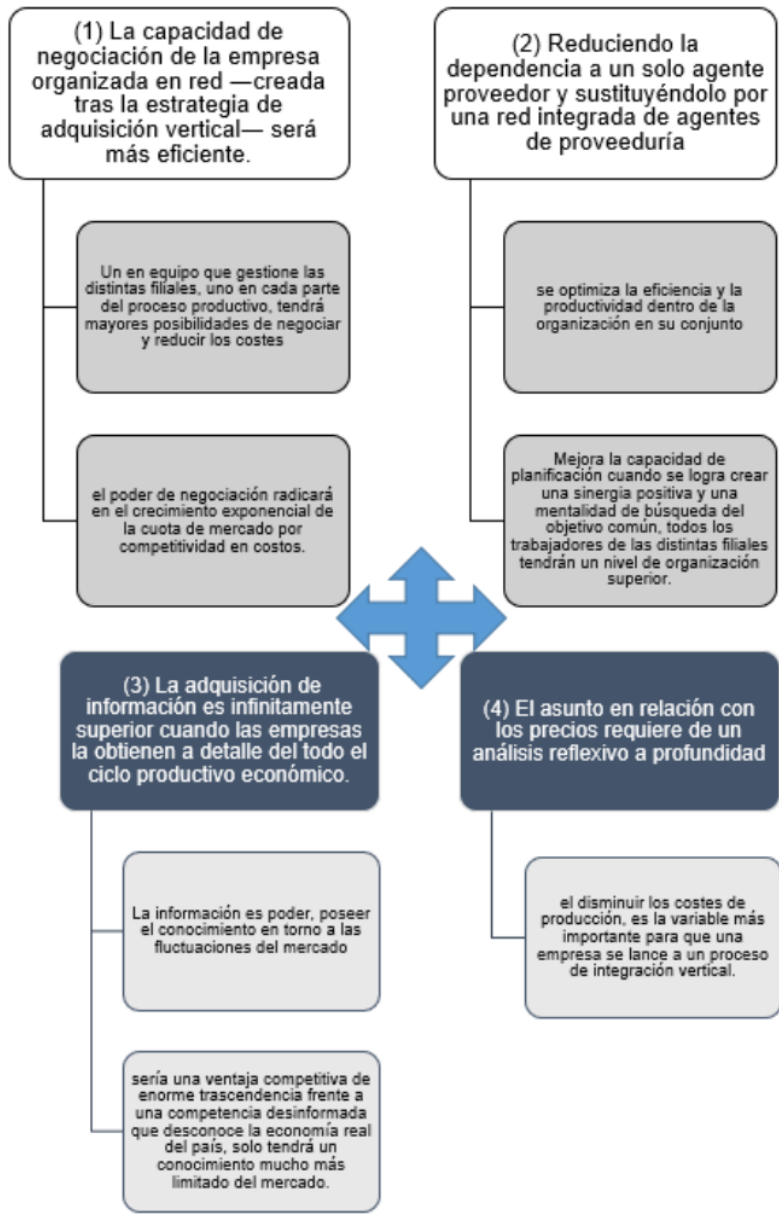 (1) La capacidad de
negociación de la empresa
organizada en red —creada
tras la estrategia de
adquisición vertical— será
más eficiente.
Un en equipo que gestione las
distintas filiales, uno en cada
parte del proceso productivo, tendrá
mayores posibilidades de negociar
y reducir los costes
el poder de negociación radicará
en el crecimiento exponencial de
la cuota de mercado por
competitividad en costos.
(2) Reduciendo la
dependencia a un solo agente
proveedor y sustituyéndolo por
una red integrada de agentes
de proveeduría
se optimiza la eficiencia y la
productividad dentro de la
organización en su conjunto
Mejora la capacidad de
planificación cuando se logra crear
una sinergia positiva y una
mentalidad de búsqueda del
objetivo común, todos los
trabajadores de las distintas filiales
tendrán un nivel de organización
superior.
(3) La adquisición de
información es infinitamente
superior cuando las empresas
la obtienen a detalle del todo el
ciclo productivo económico.
La información es poder, poseer
el conocimiento en torno a las
fluctuaciones del mercado
sería una ventaja competitiva de
enorme trascendencia frente a
una competencia desinformada
que desconoce la economía real
del país, solo tendrá un
conocimiento mucho más
limitado del mercado.
(4) El asunto en relación con
los precios requiere de un
análisis reflexivo a profundidad
el disminuir los costes de
producción, es la variable más
importante para que una
empresa se lance a un proceso
de integración vertical.